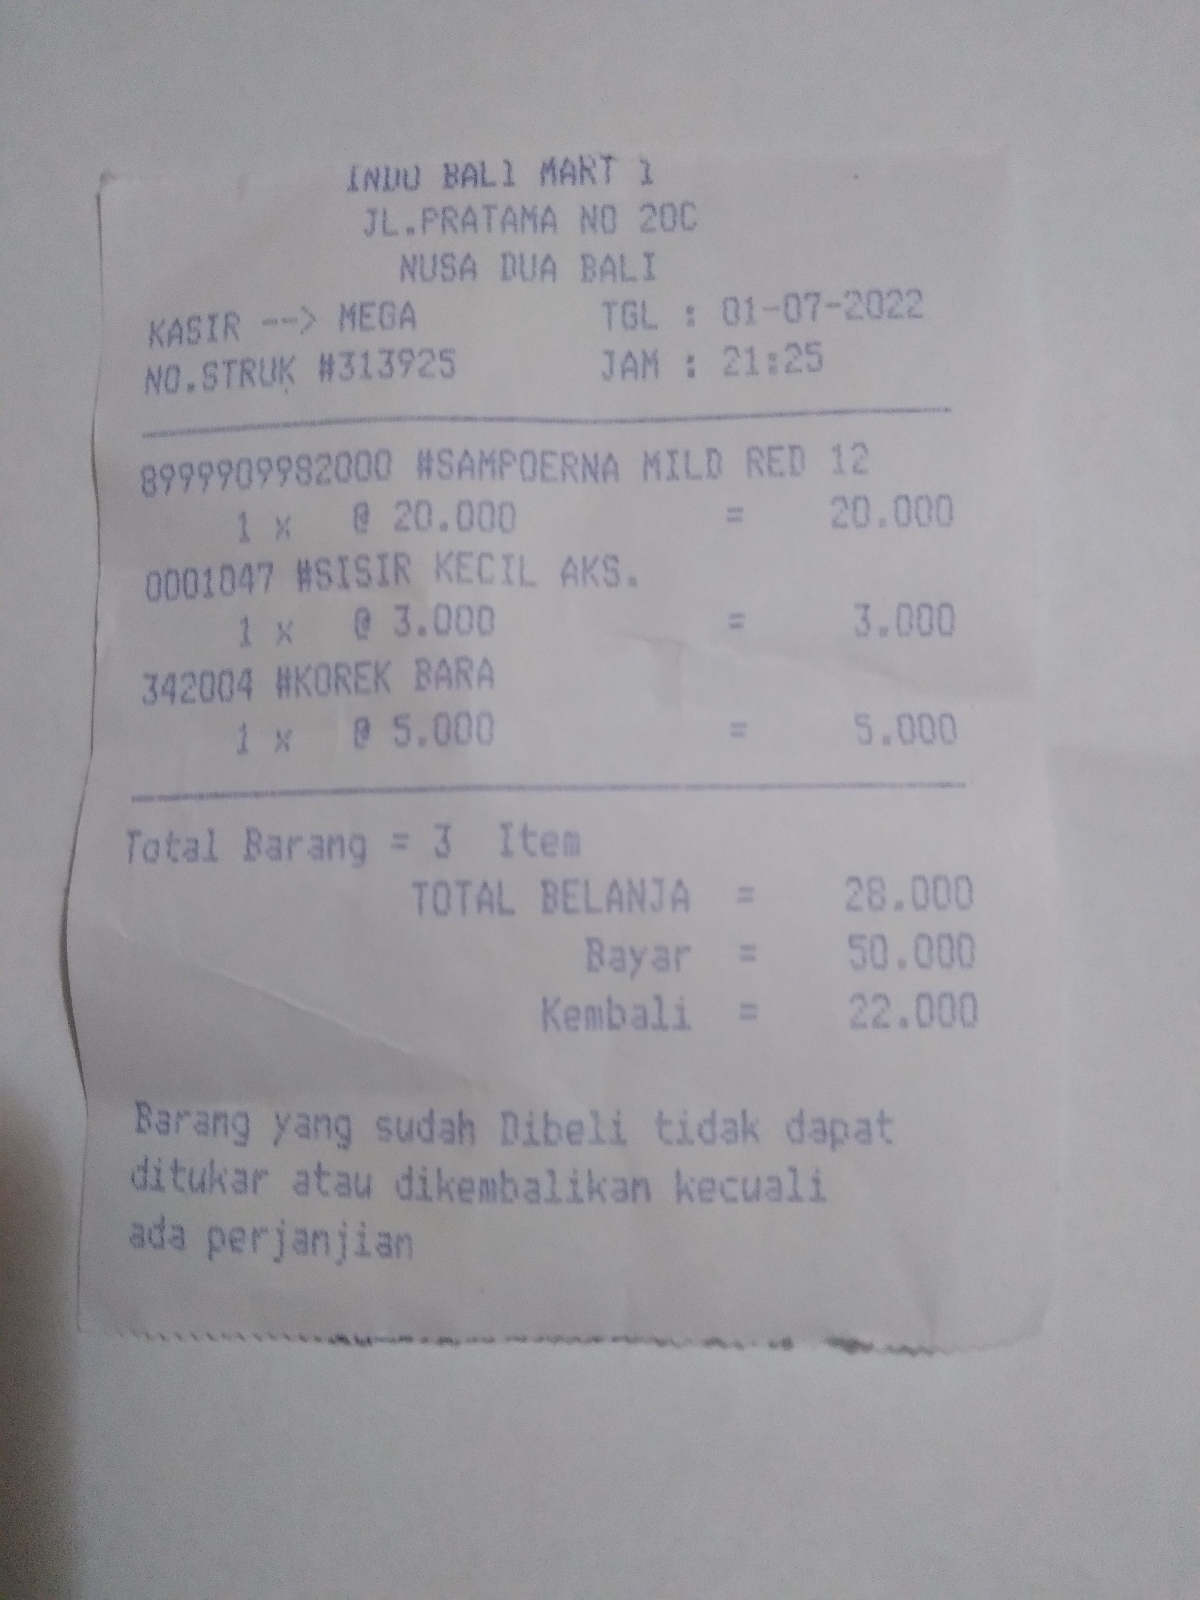 INDO BALI MART 1
JL.PRATAMA NO 20C
NUSA DUA BALI
KASIR --> MEGA TGL : 01-07-2022
NO.STRUK #313925 JAM : 21:25
8999909982000 #SAMPOERNA MILD RED 12
1 x @ 20.000 = 20.000
0001047 #SISIR KECIL AKS.
1 x @ 3.000 = 3.000
342004 #KOREK BARA
1 x @ 5.000 = 5.000
Total Barang = 3 Item
TOTAL BELANJA = 28.000
Bayar = 50.000
Kembali = 22.000
Barang yang sudah Dibeli tidak dapat
ditukar atau dikembalikan kecuali
ada perjanjian